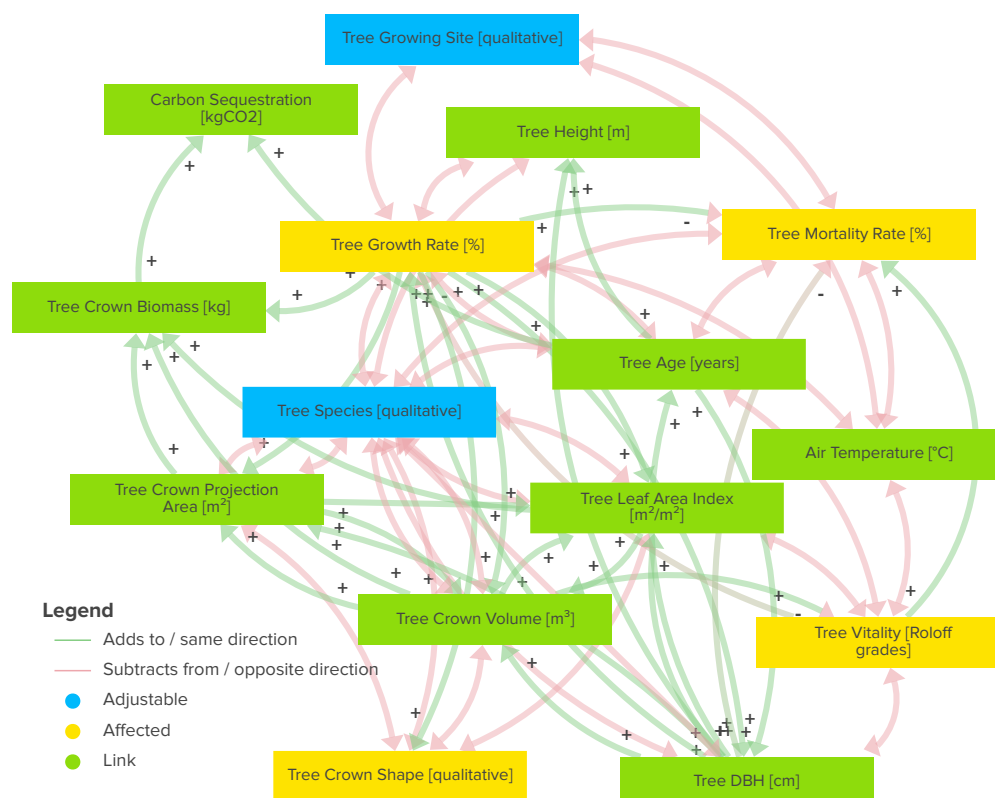 Tree Growing Site [qualitative]
Carbon Sequestration
[kgCO2]
Tree Height [m]
Tree Growth Rate [%]
Tree Mortality Rate [%]
Tree Crown Biomass [kg]
Tree Age [years]
Tree Species [qualitative]
Air Temperature [°C]
Tree Crown Projection
Area [m²]
Tree Leaf Area Index
[m²/m²]
Tree Crown Volume [m³]
Tree Vitality [Roloff
grades]
Tree Crown Shape [qualitative]
Tree DBH [cm]
Legend
Adds to / same direction
Subtracts from / opposite direction
Adjustable
Affected
Link